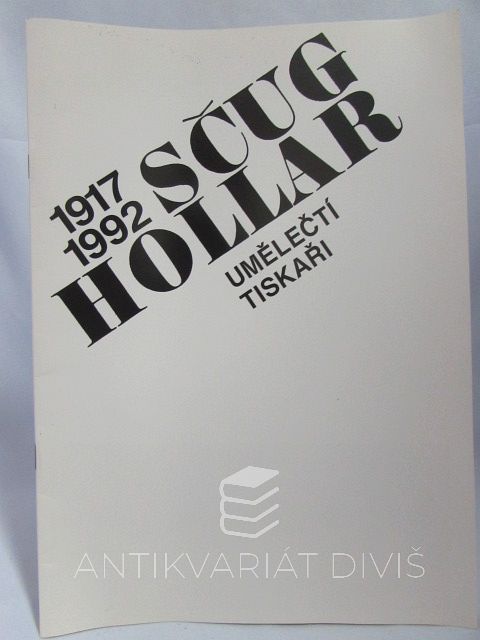 1917 SČUG
1992 HOLLAR
UMĚLEČTÍ
TISKAŘI
ANTIKVARIÁT DIVIŠ